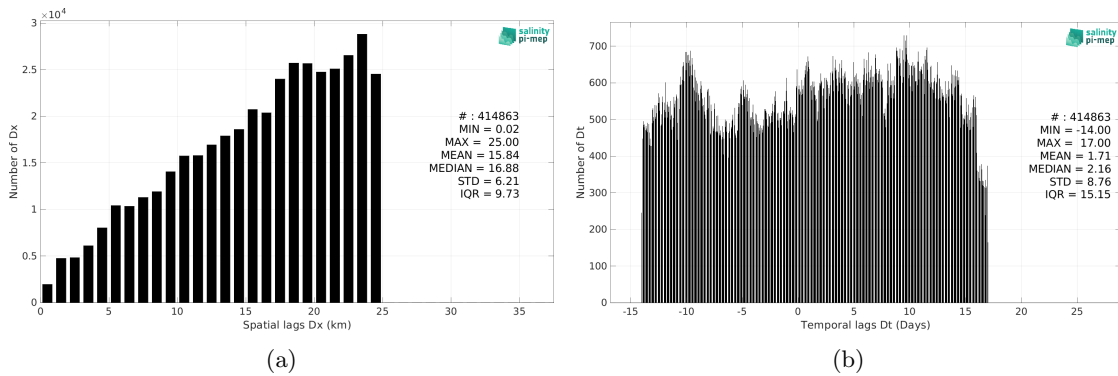 3 ×10⁴
2.5
2
1.5
1
0.5
0
0 5 10 15 20 25 30 35
Number of Dx
Spatial lags Dx (km)
salinity
pi-mep
# : 414863
MIN = 0.02
MAX = 25.00
MEAN = 15.84
MEDIAN = 16.88
STD = 6.21
IQR = 9.73
(a)
700
600
500
400
300
200
100
0
-15 -10 -5 0 5 10 15 20 25
Number of Dt
Temporal lags Dt (Days)
salinity
pi-mep
# : 414863
MIN = -14.00
MAX = 17.00
MEAN = 1.71
MEDIAN = 2.16
STD = 8.76
IQR = 15.15
(b)